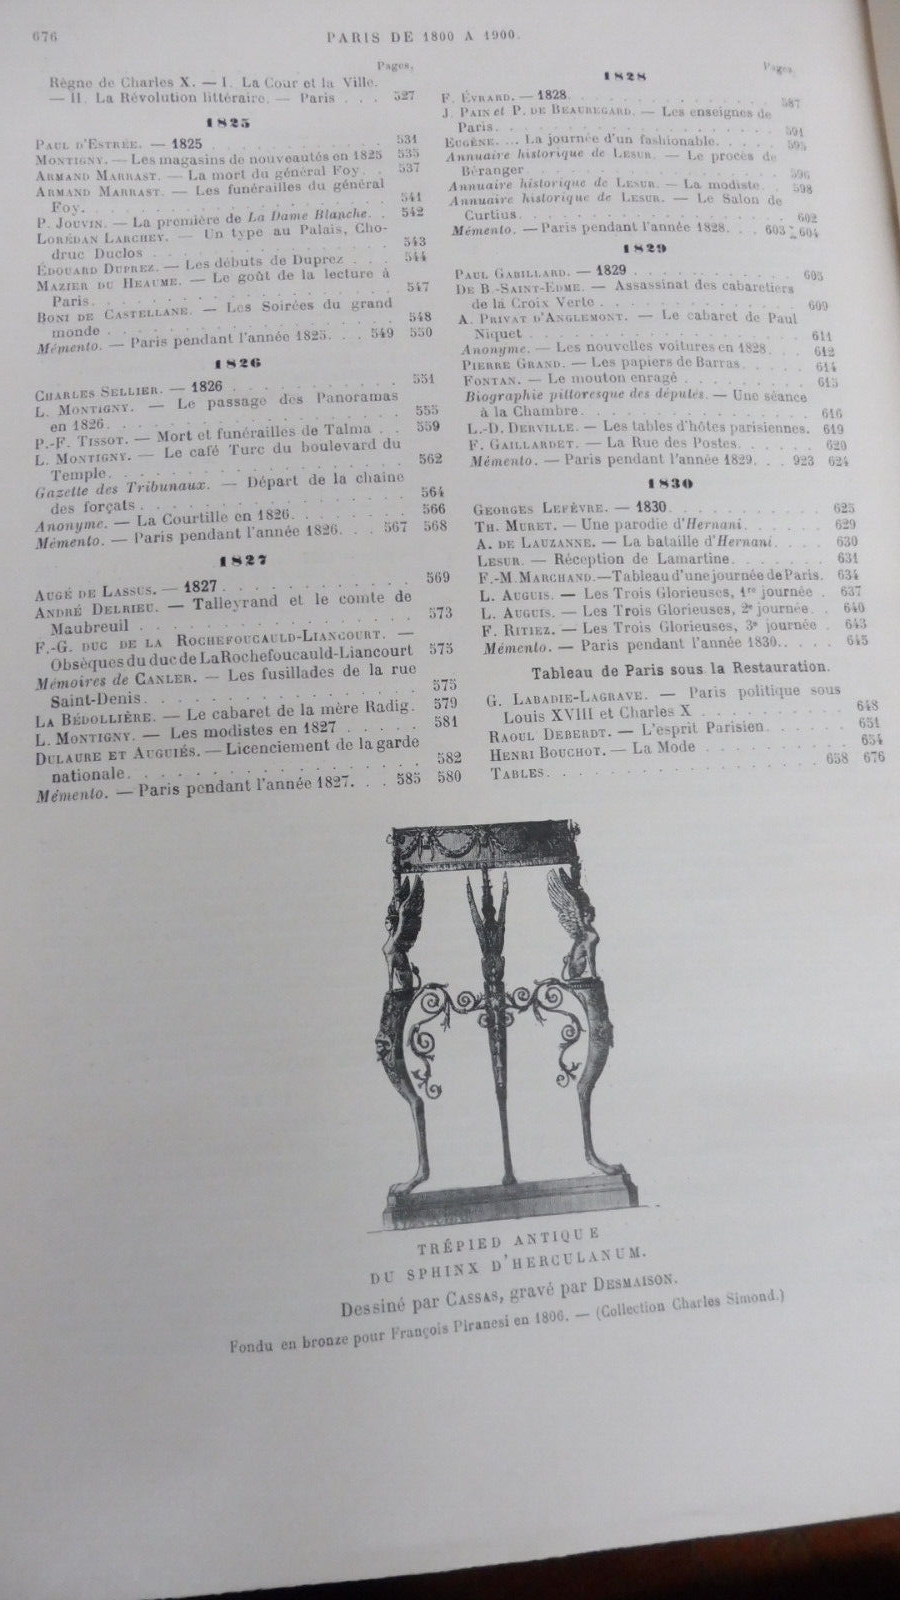 676
PARIS DE 1800 A 1900.
Pages.
Règne de Charles X. — I. La Cour et la Ville.
— II. La Révolution littéraire. — Paris . . . 527
1825
PAUL D'ESTRÉE. — 1825 . . . . . . . . . . . . 531
MONTIGNY. — Les magasins de nouveautés en 1825 535
ARMAND MARRAST. — La mort du général Foy. . 537
ARMAND MARRAST. — Les funérailles du général
Foy. . . . . . . . . . . . . . . . . . . . 541
P. JOUVIN. — La première de La Dame Blanche. . 542
LORÉDAN LARCHEY. — Un type au Palais, Cho-
druc Duclos . . . . . . . . . . . . . . . . 543
ÉDOUARD DUPREZ. — Les débuts de Duprez . . . 544
MAZIER DU HEAUME. — Le goût de la lecture à
Paris. . . . . . . . . . . . . . . . . . . 547
BONI DE CASTELLANE. — Les Soirées du grand
monde . . . . . . . . . . . . . . . . . . . 548
Mémento. — Paris pendant l'année 1825. . . 549 550
1826
CHARLES SELLIER. — 1826 . . . . . . . . . . . 551
L. MONTIGNY. — Le passage des Panoramas
en 1826. . . . . . . . . . . . . . . . . . 555
P.-F. TISSOT. — Mort et funérailles de Talma . . 559
L. MONTIGNY. — Le café Turc du boulevard du
Temple. . . . . . . . . . . . . . . . . . . 562
Gazette des Tribunaux. — Départ de la chaîne
des forçats . . . . . . . . . . . . . . . . 564
Anonyme. — La Courtille en 1826. . . . . . . . 566
Mémento. — Paris pendant l'année 1826. . . 567 568
1827
AUGÉ DE LASSUS. — 1827 . . . . . . . . . . . . 569
ANDRÉ DELRIEU. — Talleyrand et le comte de
Maubreuil . . . . . . . . . . . . . . . . . 573
F.-G. DUC DE LA ROCHEFOUCAULD-LIANCOURT. —
Obsèques du duc de La Rochefoucauld-Liancourt 575
Mémoires de CANLER. — Les fusillades de la rue
Saint-Denis. . . . . . . . . . . . . . . . . 575
LA BÉDOLLIÈRE. — Le cabaret de la mère Radig. 579
L. MONTIGNY. — Les modistes en 1827 . . . . . 581
DULAURE ET AUGUIÉS. — Licenciement de la garde
nationale. . . . . . . . . . . . . . . . . . 582
Mémento. — Paris pendant l'année 1827. . . 585 580
Pages.
1828
F. ÉVRARD. — 1828. . . . . . . . . . . . . . 587
J. PAIN et P. DE BEAUREGARD. — Les enseignes de
Paris. . . . . . . . . . . . . . . . . . . 591
EUGÈNE. ... La journée d'un fashionable. . . . . 595
Annuaire historique de LESUR. — Le procès de
Béranger . . . . . . . . . . . . . . . . . 596
Annuaire historique de LESUR. — La modiste. . 598
Annuaire historique de LESUR. — Le Salon de
Curtius. . . . . . . . . . . . . . . . . . 602
Mémento. — Paris pendant l'année 1828. . . 603 604
1829
PAUL GABILLARD. — 1829 . . . . . . . . . . . 605
DE B.-SAINT-EDME. — Assassinat des cabaretiers
de la Croix Verte . . . . . . . . . . . . . 609
A. PRIVAT D'ANGLEMONT. — Le cabaret de Paul
Niquet . . . . . . . . . . . . . . . . . . 611
Anonyme. — Les nouvelles voitures en 1828. . . 612
PIERRE GRAND. — Les papiers de Barras. . . . . 614
FONTAN. — Le mouton enragé . . . . . . . . . 615
Biographie pittoresque des députés. — Une séance
à la Chambre. . . . . . . . . . . . . . . . 616
L.-D. DERVILLE. — Les tables d'hôtes parisiennes. 619
F. GAILLARDET. — La Rue des Postes. . . . . . 620
Mémento. — Paris pendant l'année 1829. . . 923 624
1830
GEORGES LEFÈVRE. — 1830. . . . . . . . . . . 625
TH. MURET. — Une parodie d'Hernani. . . . . . 629
A. DE LAUZANNE. — La bataille d'Hernani. . . . 630
LESUR. — Réception de Lamartine. . . . . . . . 631
F.-M. MARCHAND. — Tableau d'une journée de Paris. 634
L. AUGUIS. — Les Trois Glorieuses, 1re journée . 637
L. AUGUIS. — Les Trois Glorieuses, 2e journée. . 640
F. RITIEZ. — Les Trois Glorieuses, 3e journée . 643
Mémento. — Paris pendant l'année 1830. . . . . 645
Tableau de Paris sous la Restauration.
G. LABADIE-LAGRAVE. — Paris politique sous
Louis XVIII et Charles X . . . . . . . . . 648
RAOUL DEBERDT. — L'esprit Parisien. . . . . . 651
HENRI BOUCHOT. — La Mode . . . . . . . . . . 654
TABLES. . . . . . . . . . . . . . . . . . 658 676
TRÉPIED ANTIQUE
DU SPHINX D'HERCULANUM.
Dessiné par CASSAS, gravé par DESMAISON.
Fondu en bronze pour François Piranesi en 1806. — (Collection Charles Simond.)